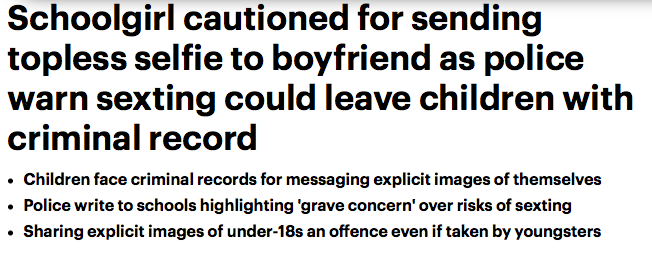 Schoolgirl cautioned for sending
topless selfie to boyfriend as police
warn sexting could leave children with
criminal record
• Children face criminal records for messaging explicit images of themselves
• Police write to schools highlighting 'grave concern' over risks of sexting
• Sharing explicit images of under-18s an offence even if taken by youngsters